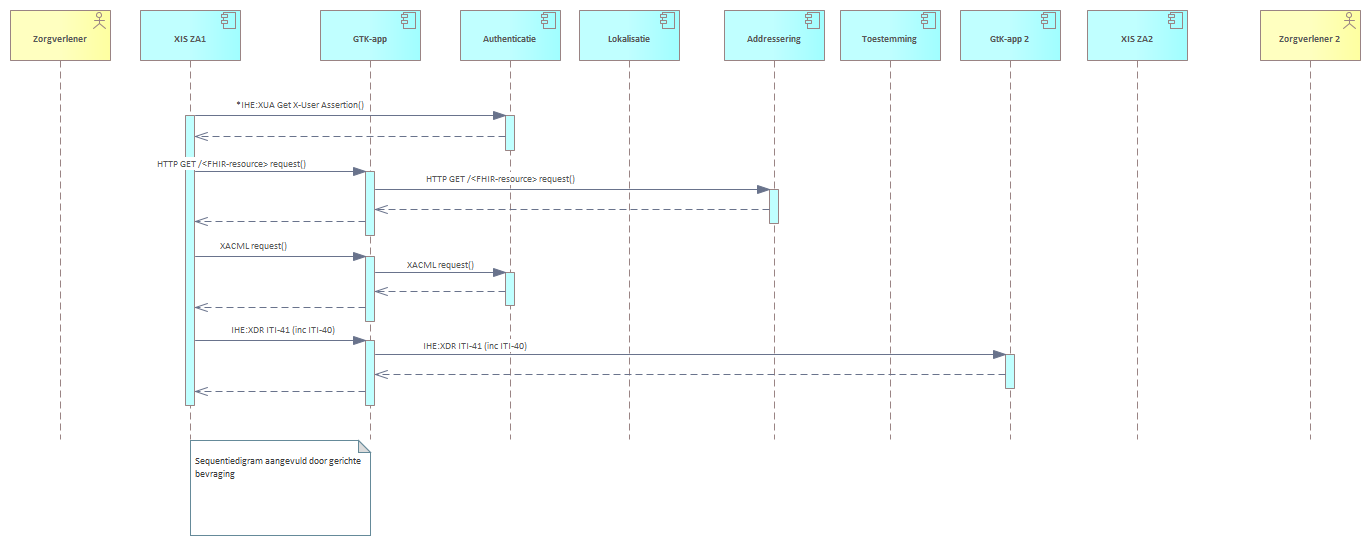 Zorgverlener
XIS ZA1
GTK-app
Authenticatie
Lokalisatie
Addressering
Toestemming
GtK-app 2
XIS ZA2
Zorgverlener 2
*IHE:XUA Get X-User Assertion()
HTTP GET /<FHIR-resource> request()
HTTP GET /<FHIR-resource> request()
XACML request()
XACML request()
IHE:XDR ITI-41 (inc ITI-40)
IHE:XDR ITI-41 (inc ITI-40)
Sequentiedigram aangevuld door gerichte
bevraging